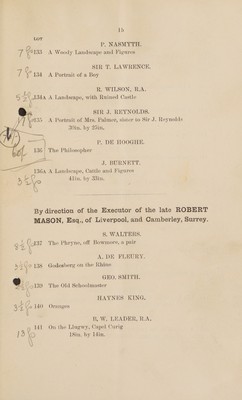 15
LOT
P. NASMYTH.
133 A Woody Landscape and Figures
SIR T. LAWRENCE.
134 A Portrait of a Boy
R. WILSON, R.A.
134A A Landscape, with Ruined Castle
SIR J. REYNOLDS.
135 A Portrait of Mrs. Palmer, sister to Sir J. Reynolds
30in. by 25in.
P. DE HOOGHE.
136 The Philosopher
J. BURNETT.
136A A Landscape, Cattle and Figures
41in. by 33in.
By direction of the Executor of the late ROBERT
MASON, Esq., of Liverpool, and Camberley, Surrey.
S. WALTERS.
137 The Pheyne, off Bowmore, a pair
A. DE FLEURY.
138 Godesberg on the Rhine
GEO. SMITH.
139 The Old Schoolmaster
HAYNES KING.
140 Oranges
B. W. LEADER, R.A.
141 On the Llugwy, Capel Curig
18in. by 14in.